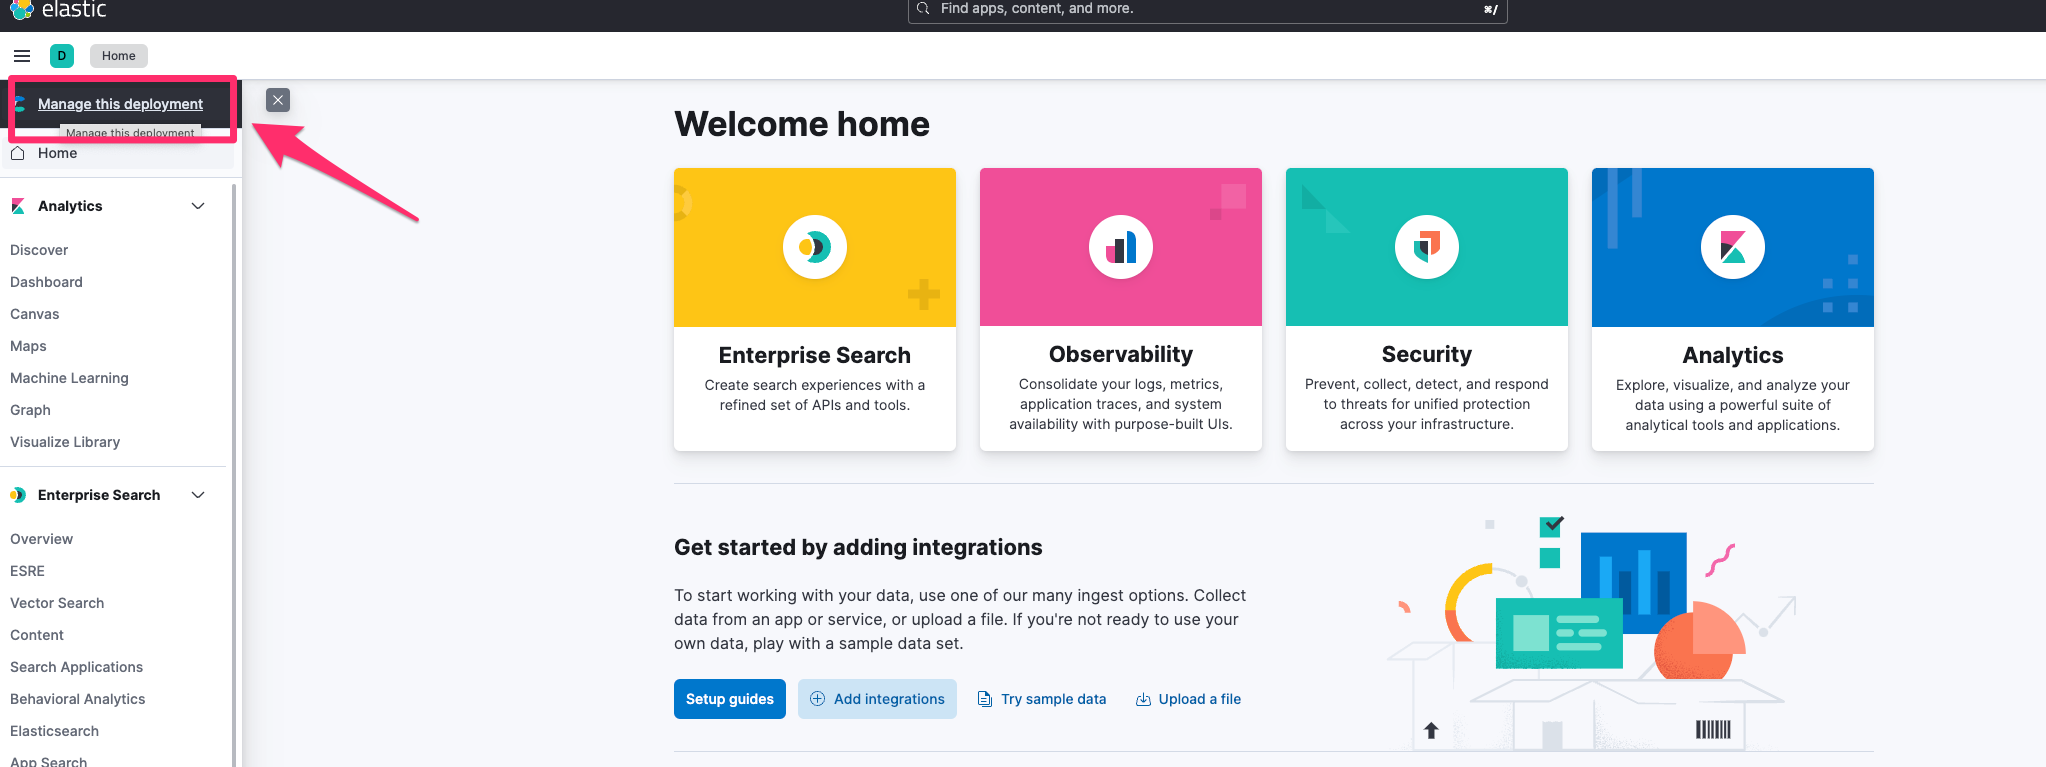 elastic
Find apps, content, and more.
⌘/
D
Home
Manage this deployment
Manage this deployment
Home
Analytics
Discover
Dashboard
Canvas
Maps
Machine Learning
Graph
Visualize Library
Enterprise Search
Overview
ESRE
Vector Search
Content
Search Applications
Behavioral Analytics
Elasticsearch
App Search
Welcome home
Enterprise Search
Create search experiences with a
refined set of APIs and tools.
Observability
Consolidate your logs, metrics,
application traces, and system
availability with purpose-built UIs.
Security
Prevent, collect, detect, and respond
to threats for unified protection
across your infrastructure.
Analytics
Explore, visualize, and analyze your
data using a powerful suite of
analytical tools and applications.
Get started by adding integrations
To start working with your data, use one of our many ingest options. Collect
data from an app or service, or upload a file. If you're not ready to use your
own data, play with a sample data set.
Setup guides
Add integrations
Try sample data
Upload a file